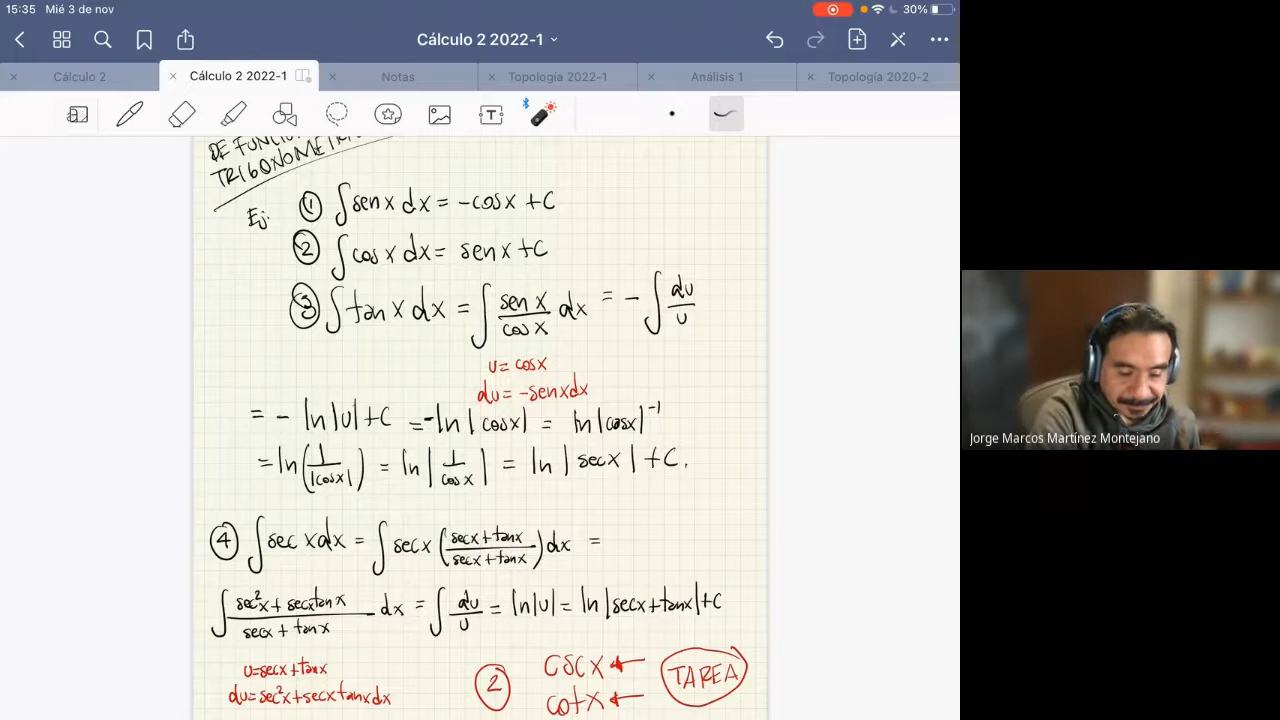 15:35 Mié 3 de nov
30%
Cálculo 2 2022-1
Cálculo 2
Cálculo 2 2022-1
Notas
Topología 2022-1
Análisis 1
Topología 2020-2
DE FUNCIO
TRIGONOMÉTRI
Ej: ① ∫ sen x dx = -cos x + C
② ∫ cos x dx = sen x + C
③ ∫ tan x dx = ∫ sen x / cos x dx = - ∫ du / u
u = cos x
du = -sen x dx
= - ln|u| + C = -ln|cos x| = ln|cos x|⁻¹
= ln(1 / |cos x|) = ln|1 / cos x| = ln|sec x| + C.
④ ∫ sec x dx = ∫ sec x (sec x + tan x / sec x + tan x) dx =
∫ sec² x + sec x tan x / sec x + tan x dx = ∫ du / u = ln|u| = ln|sec x + tan x| + C
u = sec x + tan x
du = sec² x + sec x tan x dx
② csc x ←
cot x ←
TAREA
Jorge Marcos Martínez Montejano